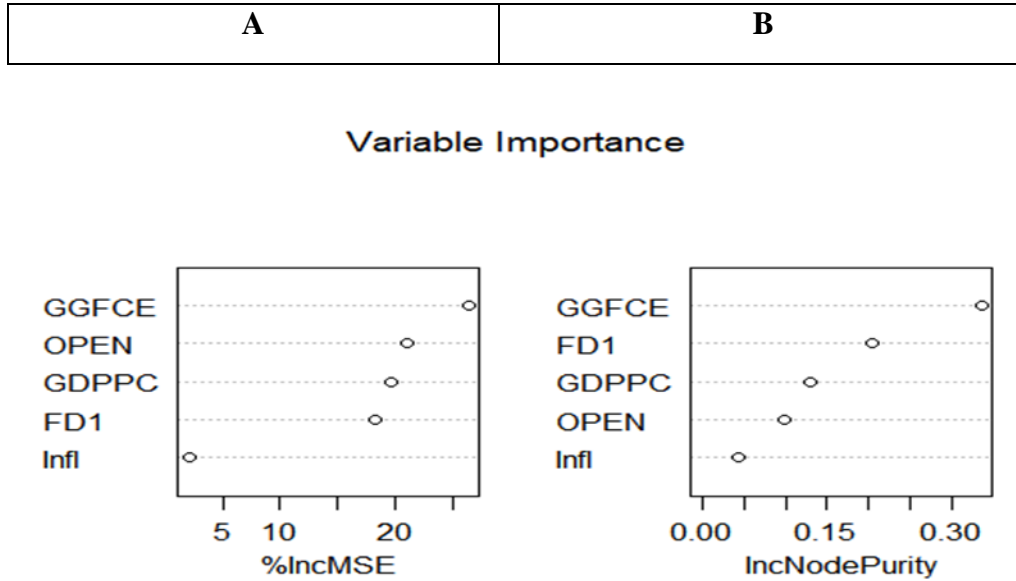 A B
Variable Importance
GGFCE
OPEN
GDPPC
FD1
Infl
5 10 20
%IncMSE
GGFCE
FD1
GDPPC
OPEN
Infl
0.00 0.15 0.30
IncNodePurity